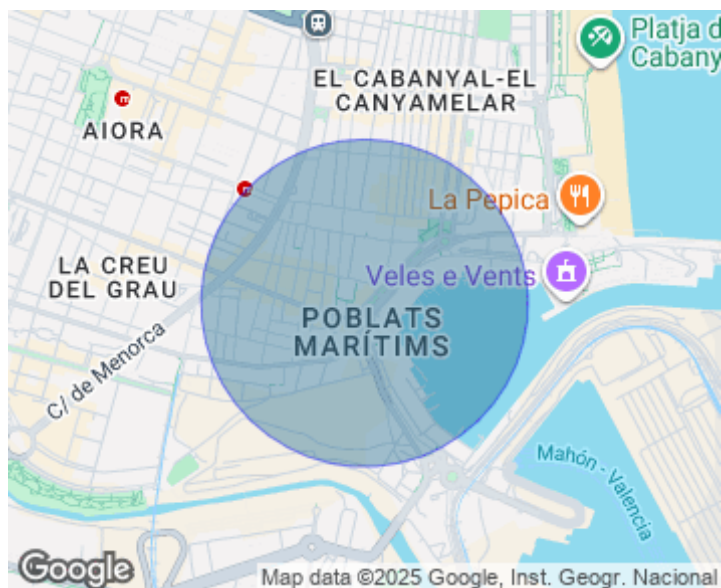 Platja d
Cabany
EL CABANYAL-EL
CANYAMELAR
AIORA
La Pepica
LA CREU
DEL GRAU
Veles e Vents
POBLATS
MARÍTIMS
C/ de Menorca
Mahón - Valencia
Google
Map data ©2025 Google, Inst. Geogr. Nacional